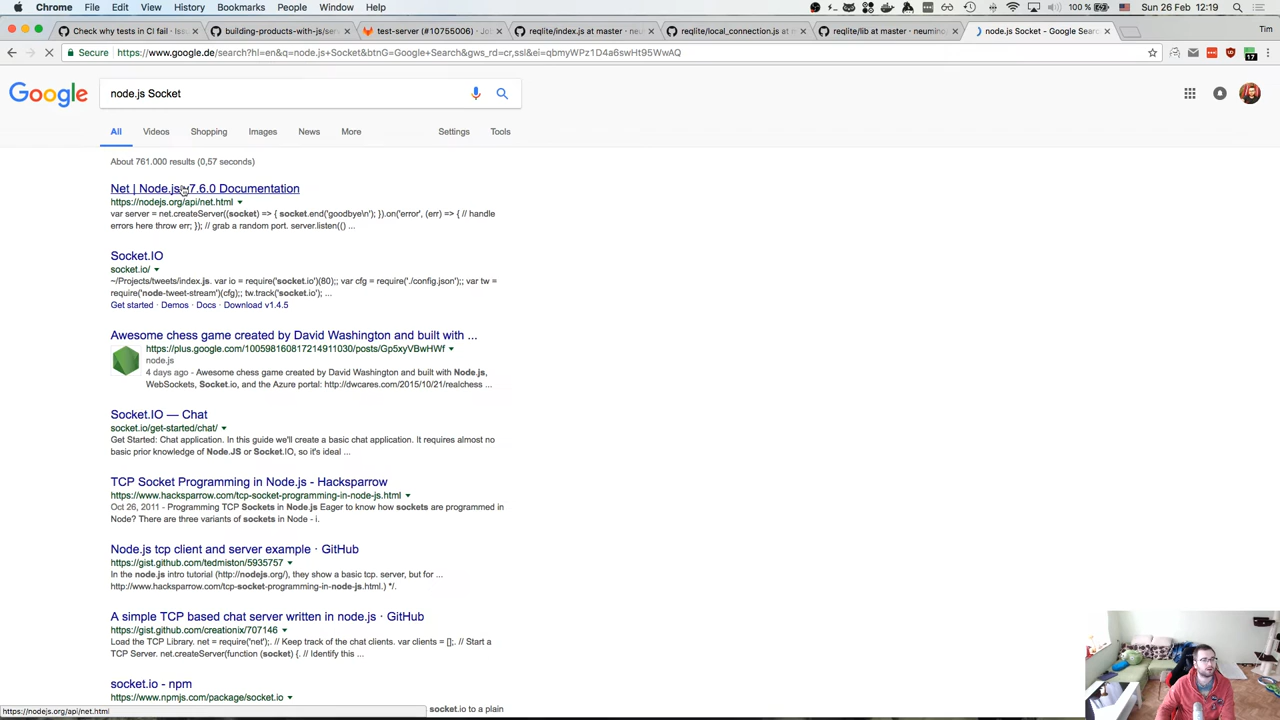 Chrome File Edit View History Bookmarks People Window Help 100 % Sun 26 Feb 12:19
Check why tests in CI fail · Iss building-products-with-js/serv test-server (#10755006) · Job reqlite/index.js at master · neu reqlite/local_connection.js at m reqlite/lib at master · neumino node.js Socket - Google Searc Tim
Secure https://www.google.de/search?hl=en&q=node.js+Socket&btnG=Google+Search&gws_rd=cr,ssl&ei=qbmyWPz1D4a6swHt95WwAQ 17
Google node.js Socket
All Videos Shopping Images News More Settings Tools
About 761.000 results (0,57 seconds)
Net | Node.js v7.6.0 Documentation
https://nodejs.org/api/net.html
var server = net.createServer((socket) => { socket.end('goodbye\n'); }).on('error', (err) => { // handle
errors here throw err; }); // grab a random port. server.listen(() ...
Socket.IO
socket.io/
~/Projects/tweets/index.js. var io = require('socket.io')(80);; var cfg = require('./config.json');; var tw =
require('node-tweet-stream')(cfg);; tw.track('socket.io'); ...
Get started · Demos · Docs · Download v1.4.5
Awesome chess game created by David Washington and built with ...
https://plus.google.com/100598160817214911030/posts/Gp5xyVBwHWf
node.js
4 days ago - Awesome chess game created by David Washington and built with Node.js,
WebSockets, Socket.io, and the Azure portal: http://dwcares.com/2015/10/21/realchess ...
Socket.IO — Chat
socket.io/get-started/chat/
Get Started: Chat application. In this guide we'll create a basic chat application. It requires almost no
basic prior knowledge of Node.JS or Socket.IO, so it's ideal ...
TCP Socket Programming in Node.js - Hacksparrow
https://www.hacksparrow.com/tcp-socket-programming-in-node-js.html
Oct 26, 2011 - Programming TCP Sockets in Node.js Eager to know how sockets are programmed in
Node? There are three variants of sockets in Node - i.
Node.js tcp client and server example · GitHub
https://gist.github.com/tedmiston/5935757
In the node.js intro tutorial (http://nodejs.org/), they show a basic tcp. server, but for ...
http://www.hacksparrow.com/tcp-socket-programming-in-node-js.html.) */.
A simple TCP based chat server written in node.js · GitHub
https://gist.github.com/creationix/707146
Load the TCP Library. net = require('net');. // Keep track of the chat clients. var clients = [];. // Start a
TCP Server. net.createServer(function (socket) {. // Identify this ...
socket.io - npm
https://www.npmjs.com/package/socket.io
socket.io to a plain
https://nodejs.org/api/net.html